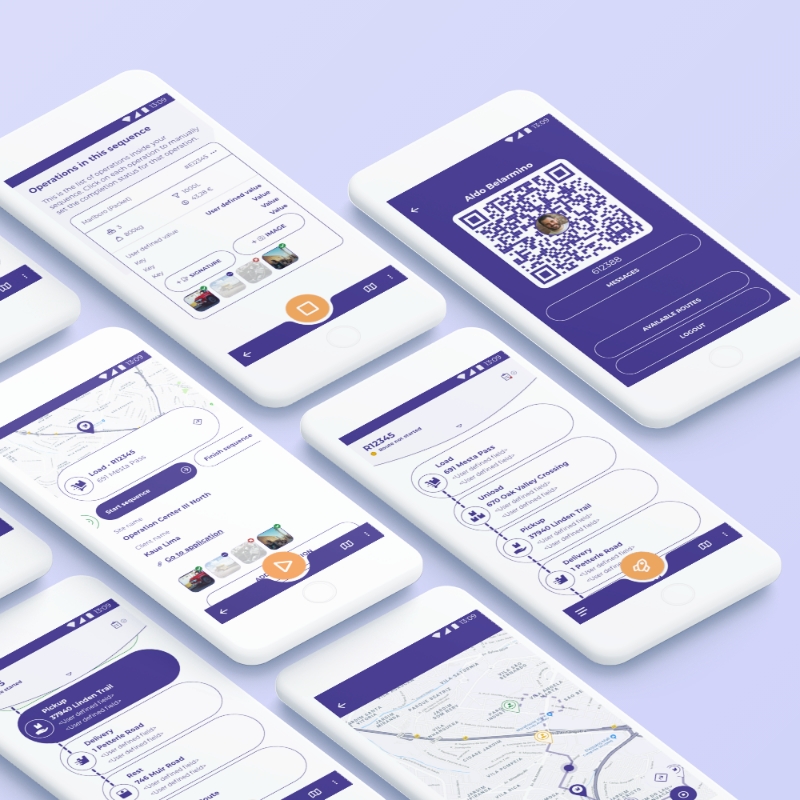 13:09
Operations in this sequence
This is the list of operations inside your
sequence. Click on each operation to manually
set the completion status for that operation.
Marlboro (Packet)
#E12345
3
1000L
800kg
43,28 €
User defined value
User defined value
Key
Value
Key
Value
Key
Value
SIGNATURE
IMAGE
13:09
Aldo Belarmino
612388
MESSAGES
AVAILABLE ROUTES
LOGOUT
13:09
Load • R12345
691 Mesta Pass
Start sequence
Finish sequence
Site name
Operation Center III North
Client name
Kaue Lima
Go to application
13:09
R12345
Route not started
Load
691 Mesta Pass
<User defined field>
<User defined field>
Unload
670 Oak Valley Crossing
<User defined field>
<User defined field>
Pickup
37940 Linden Trail
<User defined field>
<User defined field>
Delivery
1 Petterle Road
<User defined field>
<User defined field>
13:09
Pickup
37940 Linden Trail
<User defined field>
<User defined field>
Delivery
1 Petterle Road
<User defined field>
<User defined field>
Rest
746 Muir Road
<User defined field>
<User defined field>
13:09